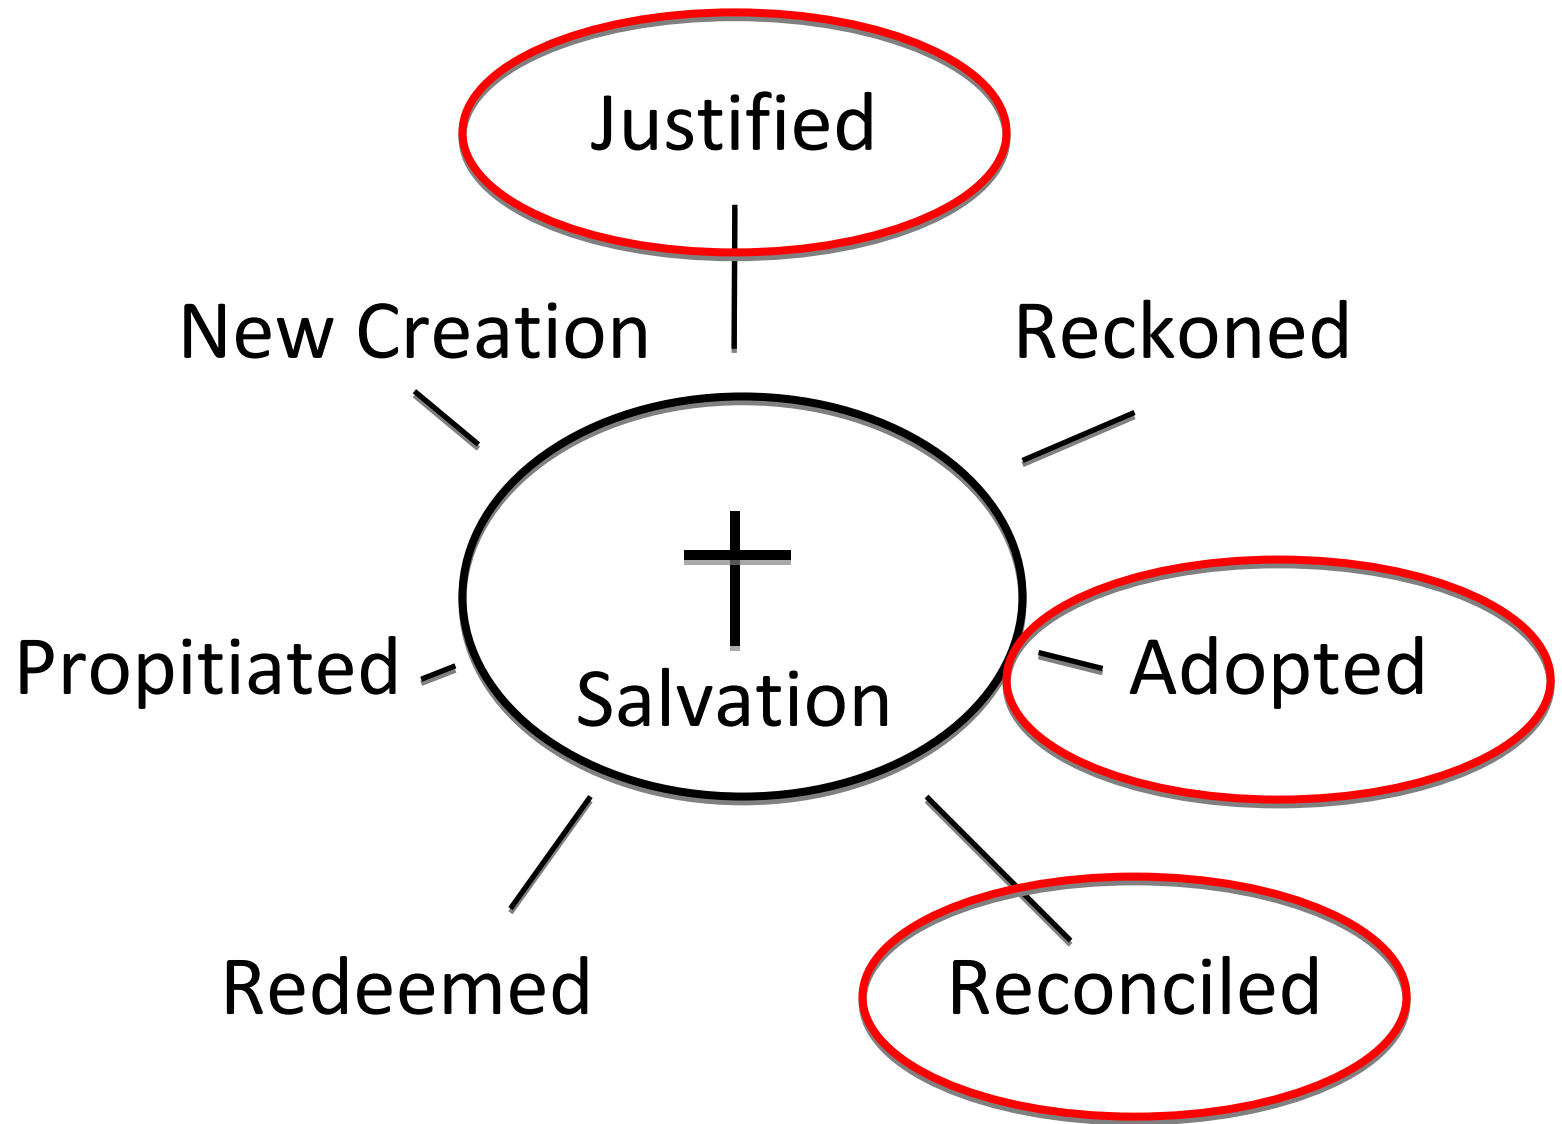 Justified
New Creation
Reckoned
Propitiated
Salvation
Adopted
Redeemed
Reconciled